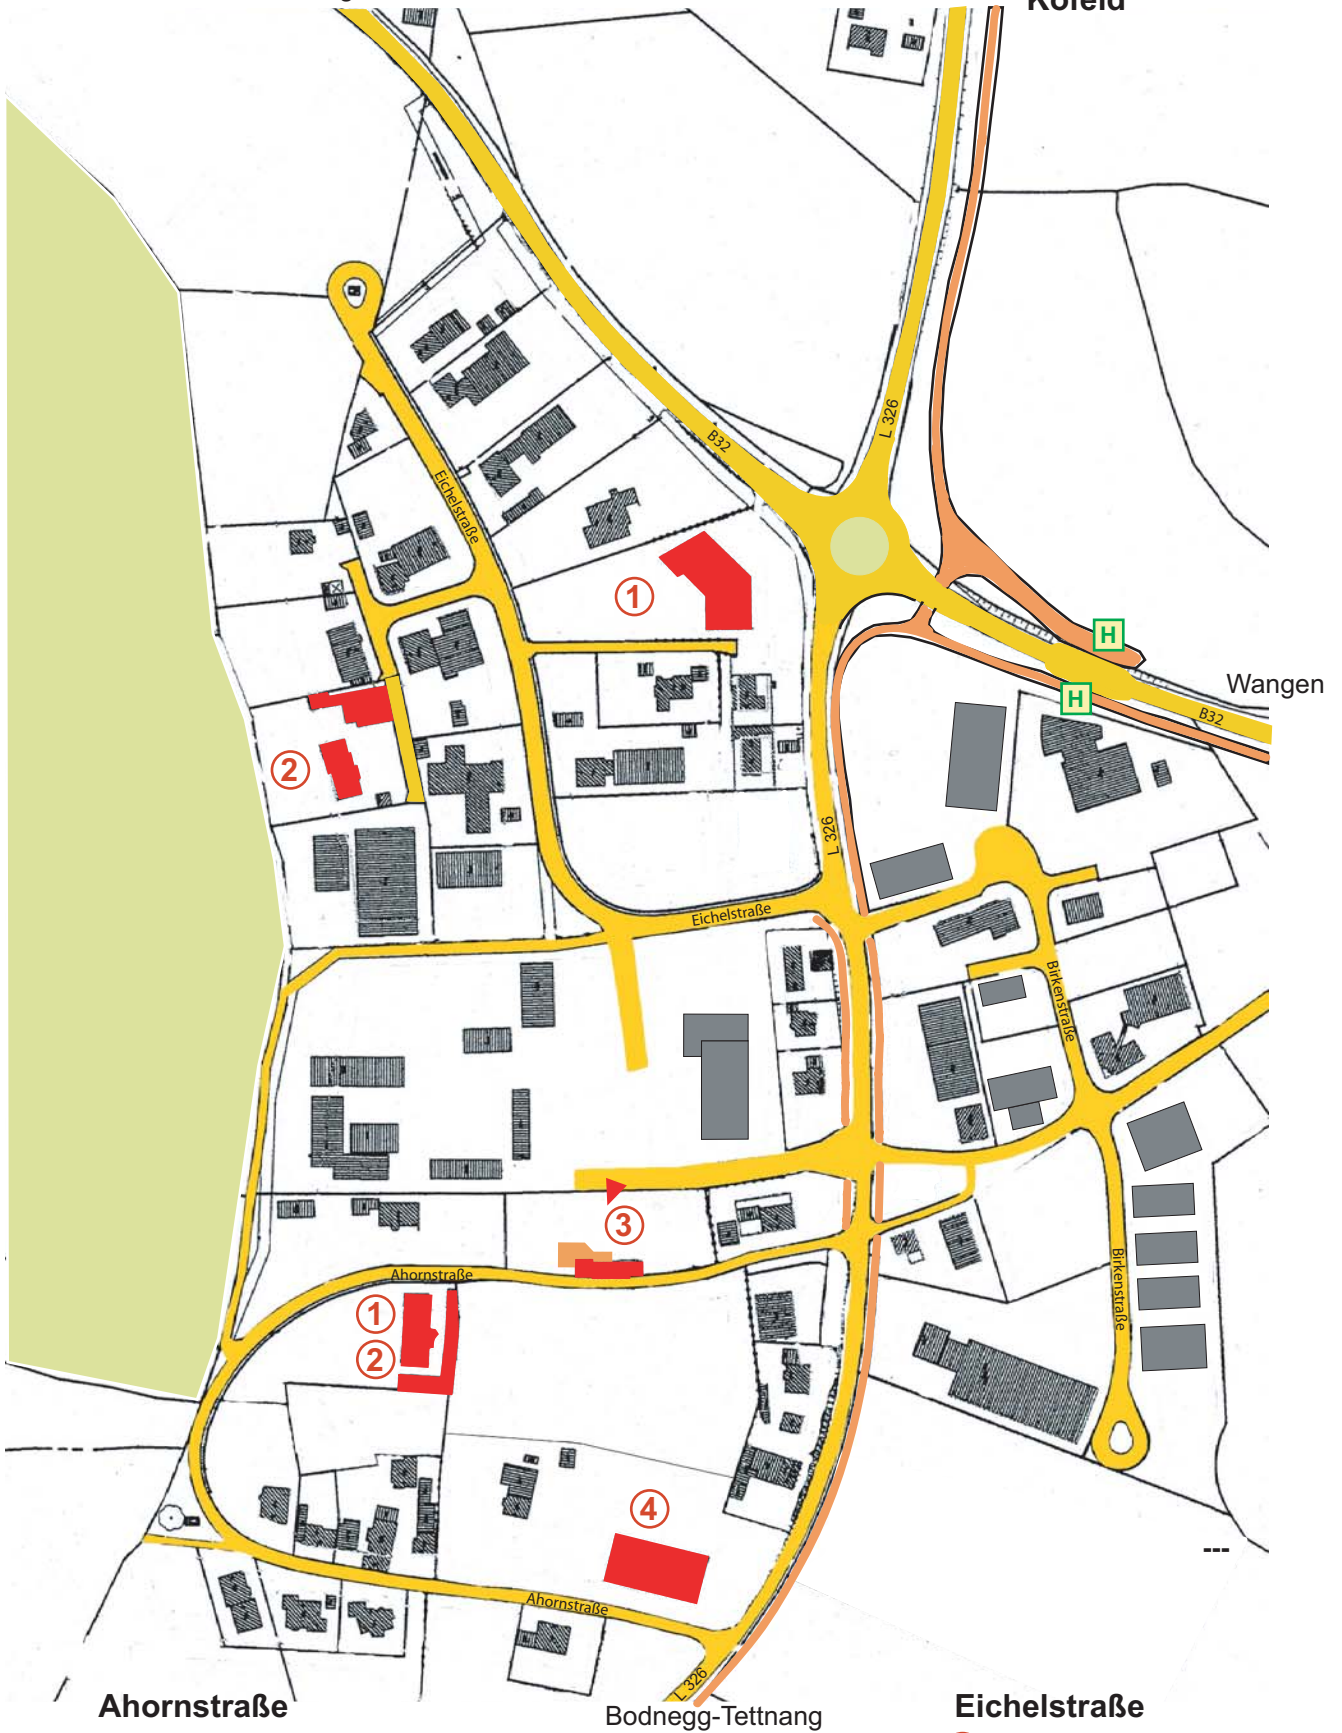 Kofeld
L 326
B32
Eichelstraße
1
H
Wangen
H
B32
2
L 326
Eichelstraße
Birkenstraße
3
Ahornstraße
Birkenstraße
1
2
4
---
Ahornstraße
L 326
Ahornstraße
Bodnegg-Tettnang
Eichelstraße